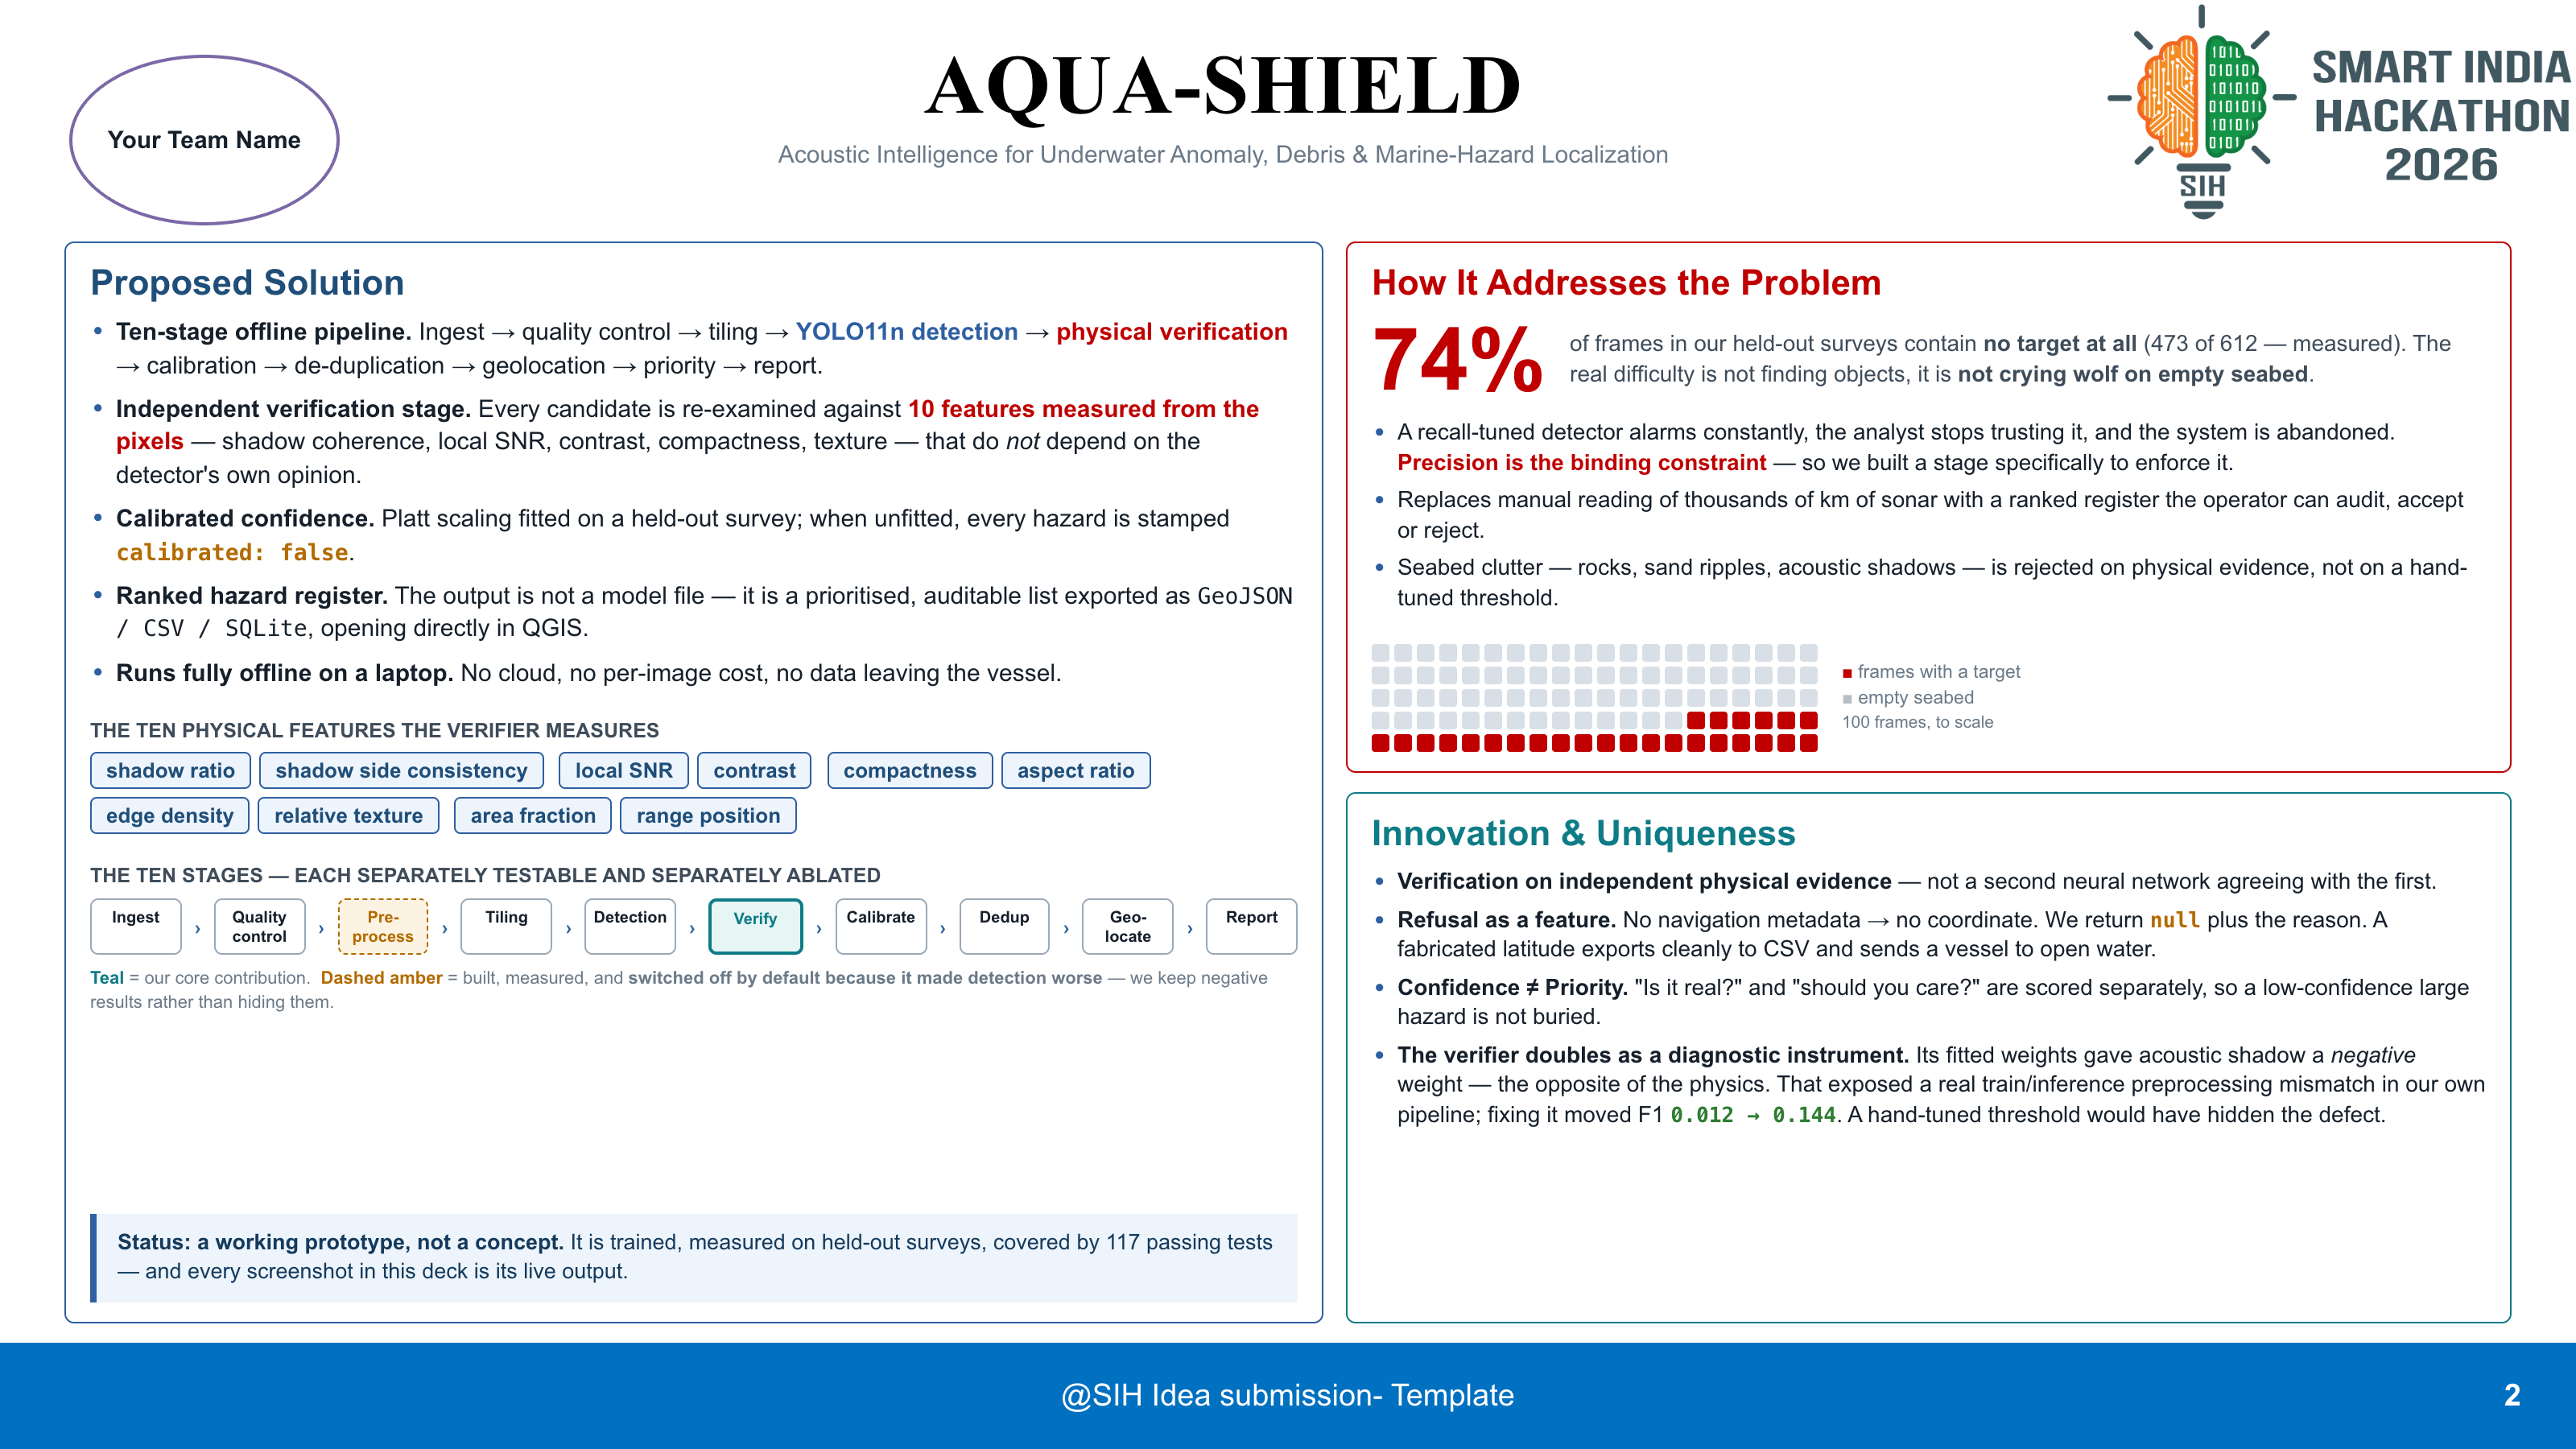 Your Team Name
AQUA-SHIELD
Acoustic Intelligence for Underwater Anomaly, Debris & Marine-Hazard Localization
SIH
SMART INDIA
HACKATHON
2026
Proposed Solution
• Ten-stage offline pipeline. Ingest → quality control → tiling → YOLO11n detection → physical verification
→ calibration → de-duplication → geolocation → priority → report.
• Independent verification stage. Every candidate is re-examined against 10 features measured from the
pixels — shadow coherence, local SNR, contrast, compactness, texture — that do not depend on the
detector's own opinion.
• Calibrated confidence. Platt scaling fitted on a held-out survey; when unfitted, every hazard is stamped
calibrated: false.
• Ranked hazard register. The output is not a model file — it is a prioritised, auditable list exported as GeoJSON
/ CSV / SQLite, opening directly in QGIS.
• Runs fully offline on a laptop. No cloud, no per-image cost, no data leaving the vessel.
THE TEN PHYSICAL FEATURES THE VERIFIER MEASURES
shadow ratio shadow side consistency local SNR contrast compactness aspect ratio
edge density relative texture area fraction range position
THE TEN STAGES — EACH SEPARATELY TESTABLE AND SEPARATELY ABLATED
Ingest › Quality control › Pre-process › Tiling › Detection › Verify › Calibrate › Dedup › Geo-locate › Report
Teal = our core contribution. Dashed amber = built, measured, and switched off by default because it made detection worse — we keep negative
results rather than hiding them.
Status: a working prototype, not a concept. It is trained, measured on held-out surveys, covered by 117 passing tests
— and every screenshot in this deck is its live output.
How It Addresses the Problem
74%
of frames in our held-out surveys contain no target at all (473 of 612 — measured). The
real difficulty is not finding objects, it is not crying wolf on empty seabed.
• A recall-tuned detector alarms constantly, the analyst stops trusting it, and the system is abandoned.
Precision is the binding constraint — so we built a stage specifically to enforce it.
• Replaces manual reading of thousands of km of sonar with a ranked register the operator can audit, accept
or reject.
• Seabed clutter — rocks, sand ripples, acoustic shadows — is rejected on physical evidence, not on a hand-
tuned threshold.
■ frames with a target
■ empty seabed
100 frames, to scale
Innovation & Uniqueness
• Verification on independent physical evidence — not a second neural network agreeing with the first.
• Refusal as a feature. No navigation metadata → no coordinate. We return null plus the reason. A
fabricated latitude exports cleanly to CSV and sends a vessel to open water.
• Confidence ≠ Priority. "Is it real?" and "should you care?" are scored separately, so a low-confidence large
hazard is not buried.
• The verifier doubles as a diagnostic instrument. Its fitted weights gave acoustic shadow a negative
weight — the opposite of the physics. That exposed a real train/inference preprocessing mismatch in our own
pipeline; fixing it moved F1 0.012 → 0.144. A hand-tuned threshold would have hidden the defect.
@SIH Idea submission- Template
2